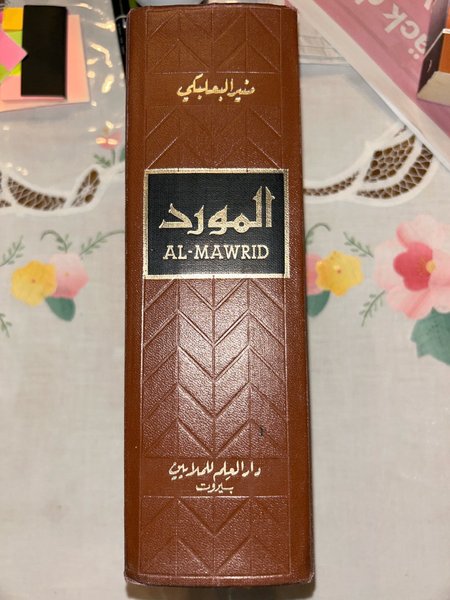 منير البعلبكي
المورد
AL-MAWRID
دار العلم للملايين
بيروت